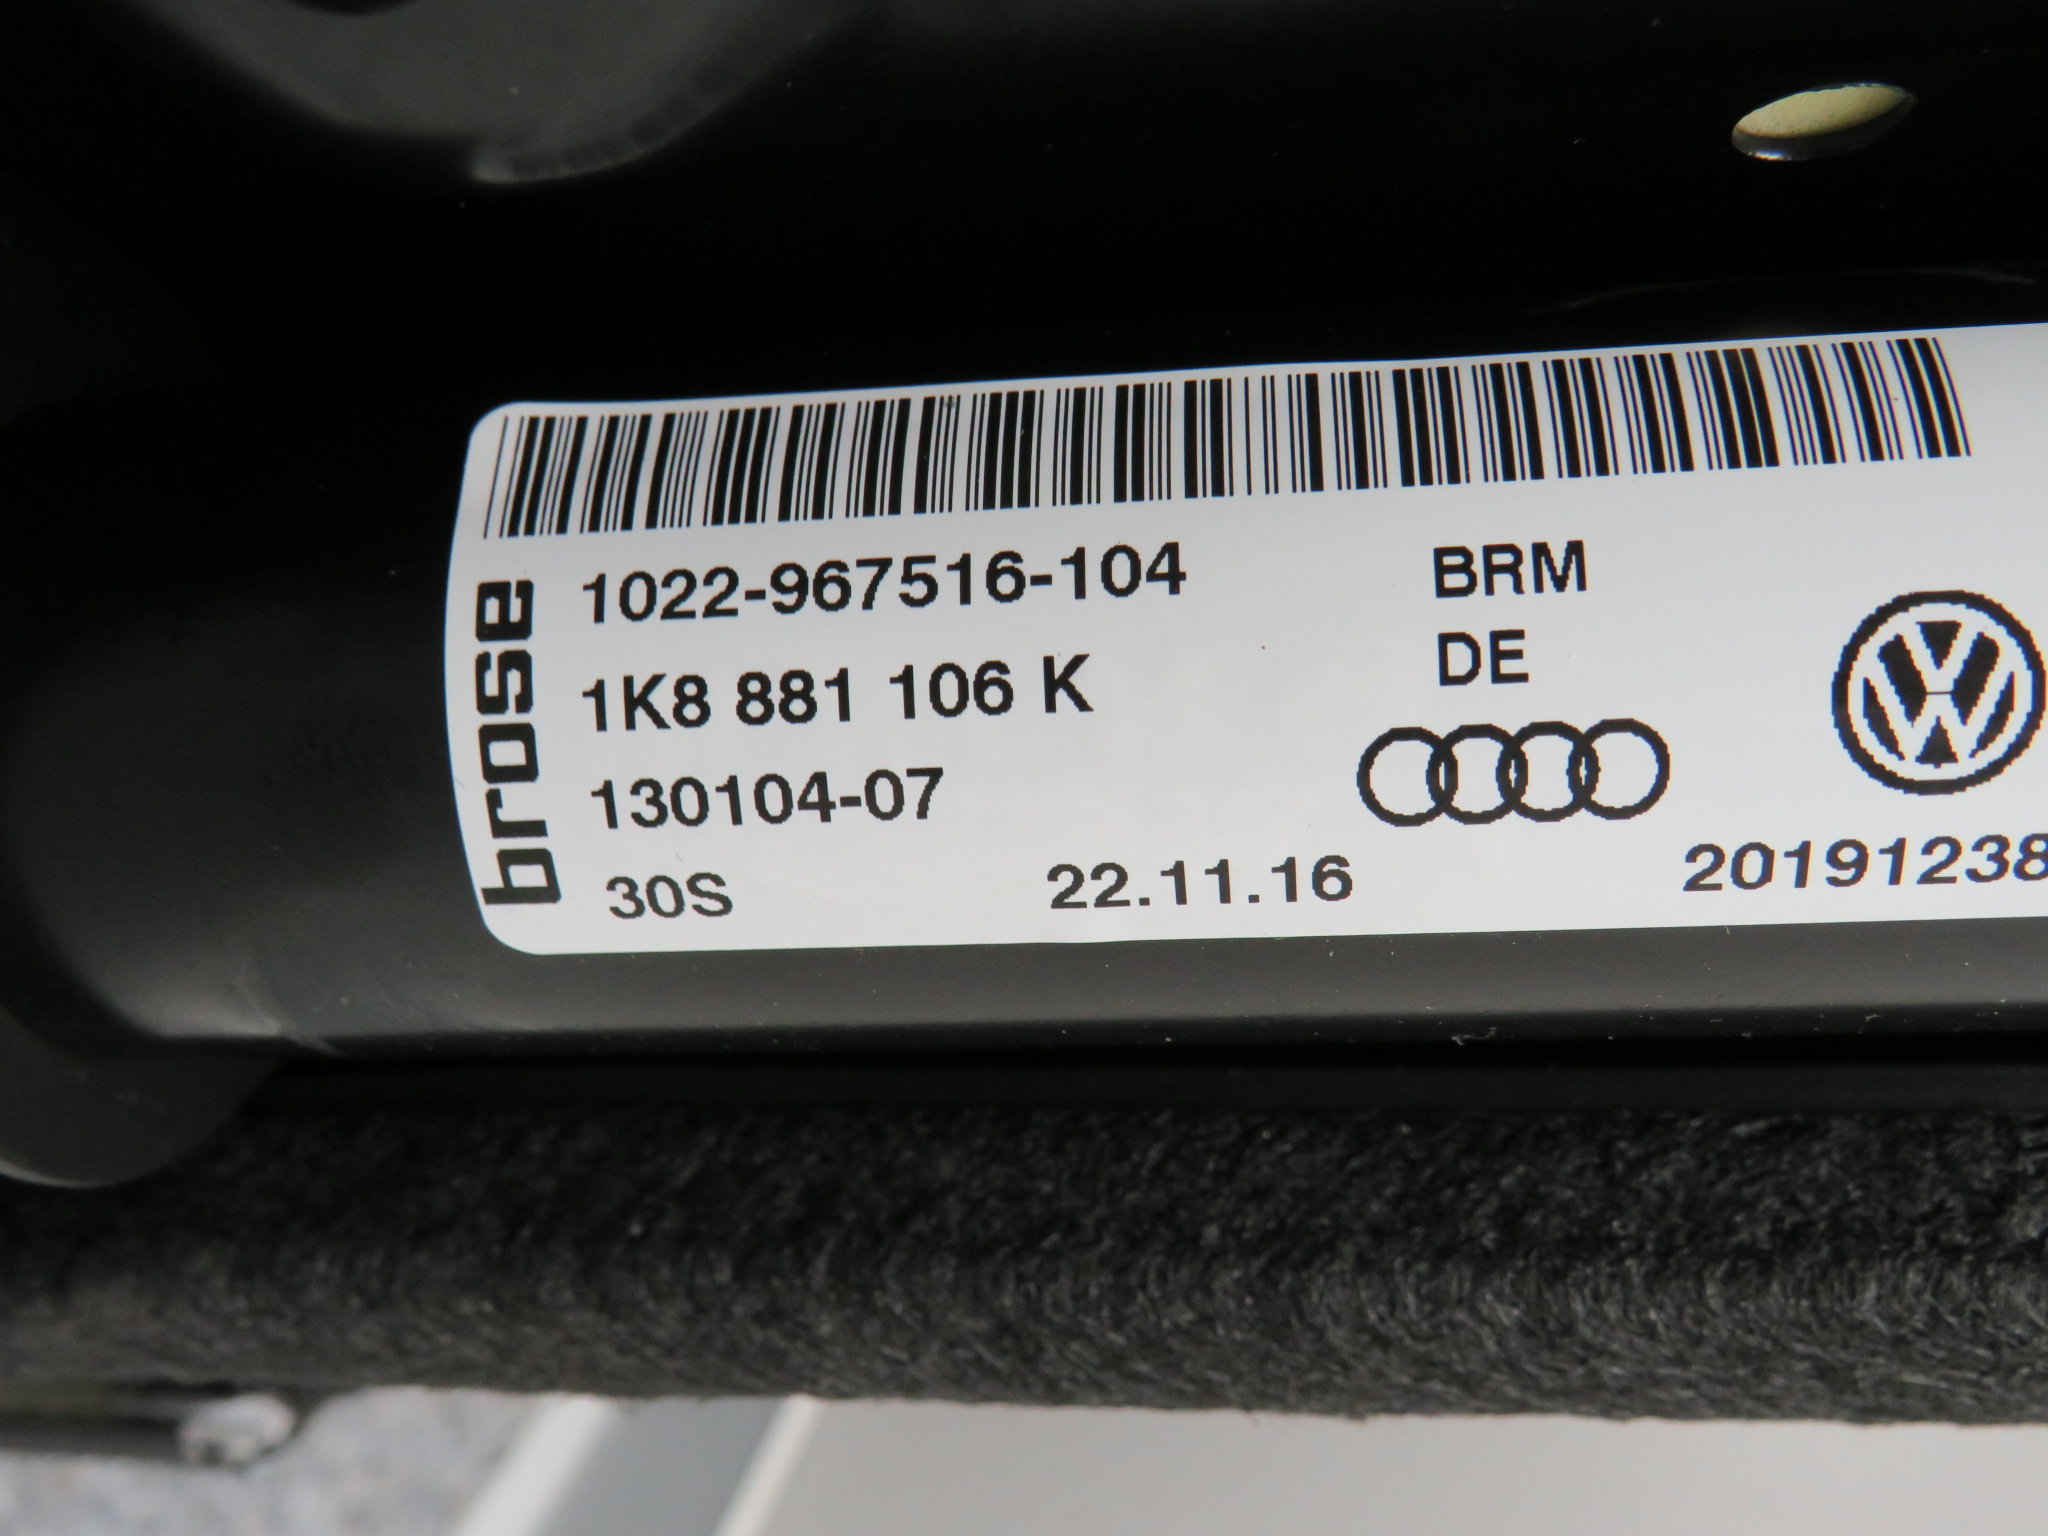 brose
1022-967516-104
BRM
1K8 881 106 K
DE
130104-07
30S
22.11.16
20191238